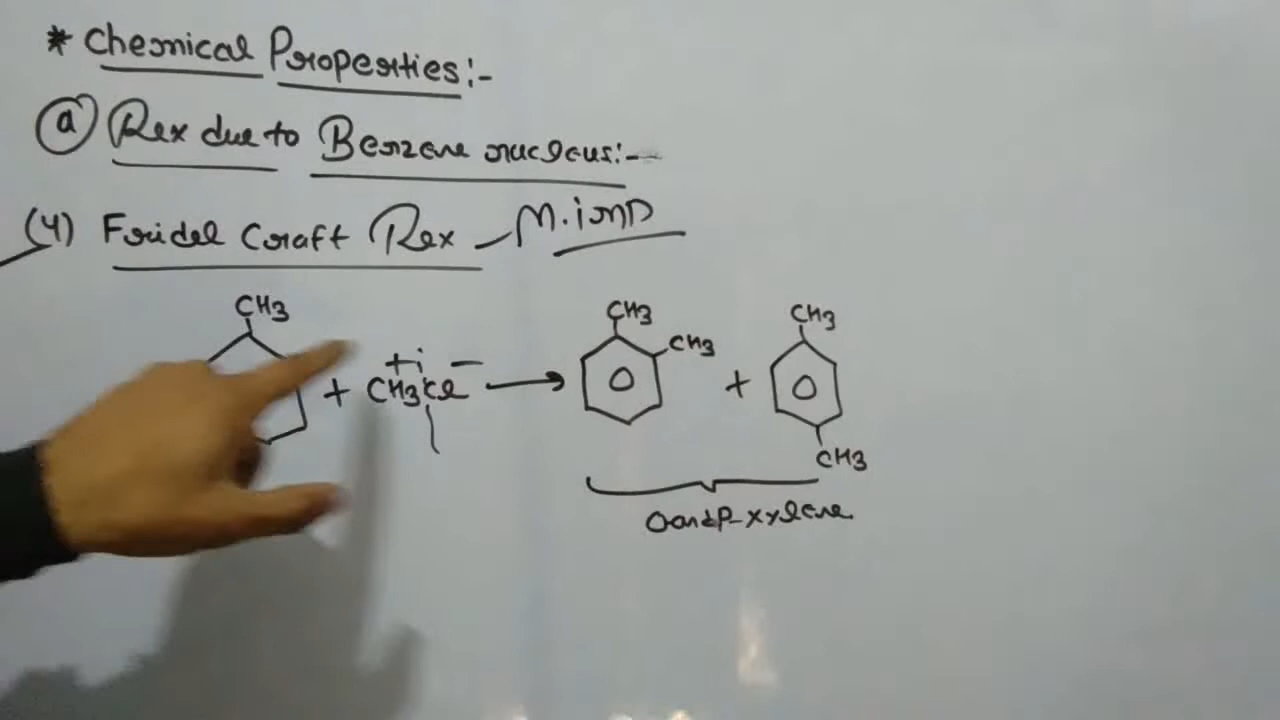 * Chemical Properties:-
(a) Rex due to Benzene nucleus:-
(4) Fridel Craft Rex - M.imp
CH3
+ CH3Cl
+ -
CH3
CH3
+
CH3
CH3
O and P-xylene